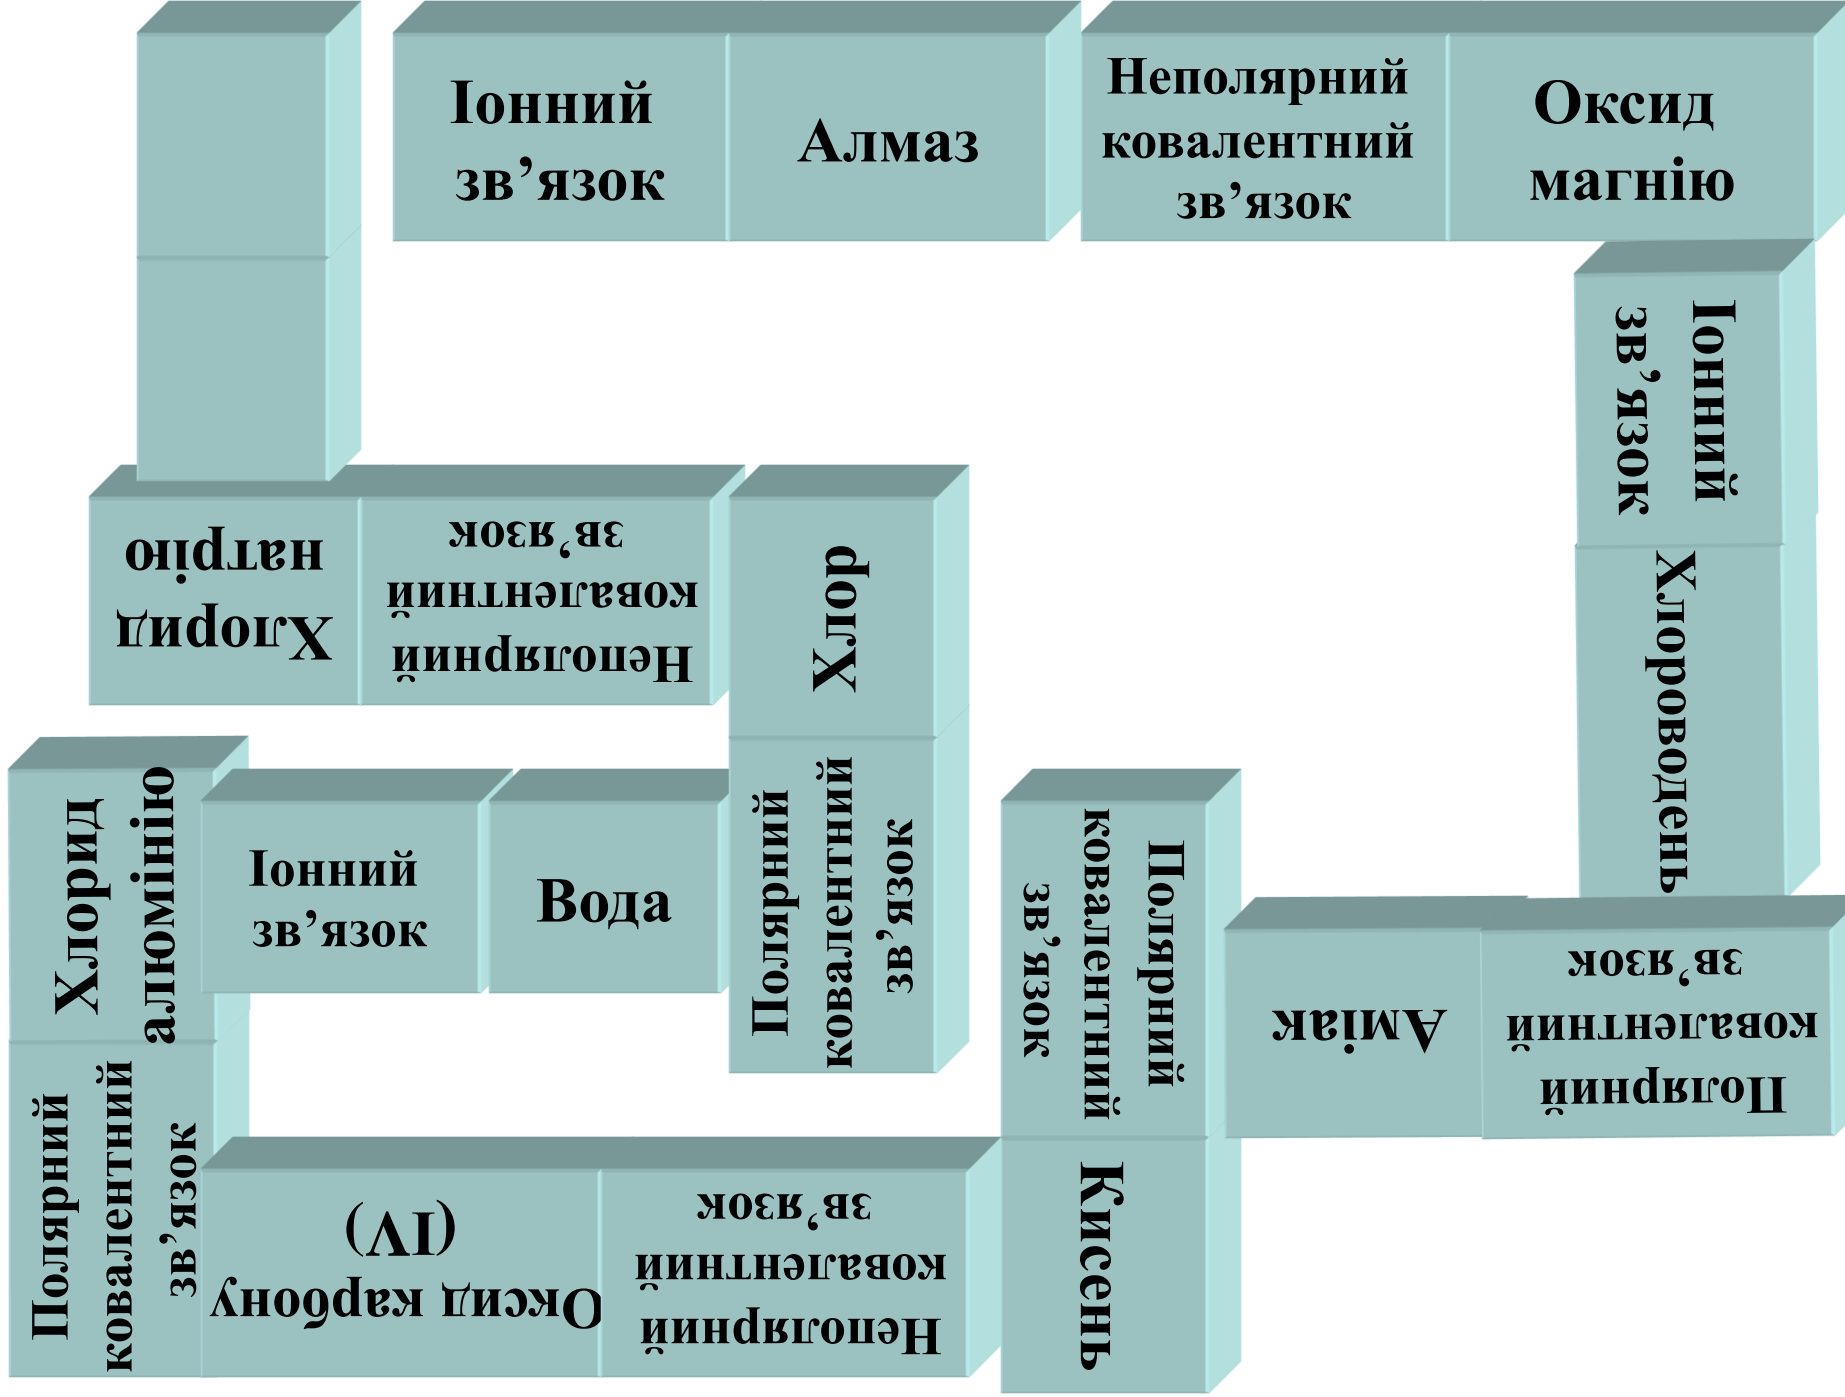 Іонний
зв’язок
Алмаз
Неполярний
ковалентний
зв’язок
Оксид
магнію
Іонний
зв’язок
Хлороводень
Полярний
ковалентний
зв’язок
Аміак
Полярний
ковалентний
зв’язок
Кисень
Неполярний
ковалентний
зв’язок
Оксид карбону
(IV)
Полярний
ковалентний
зв’язок
Хлорид
алюмінію
Іонний
зв’язок
Вода
Полярний
ковалентний
зв’язок
Хлор
Неполярний
ковалентний
зв’язок
Хлорид
натрію